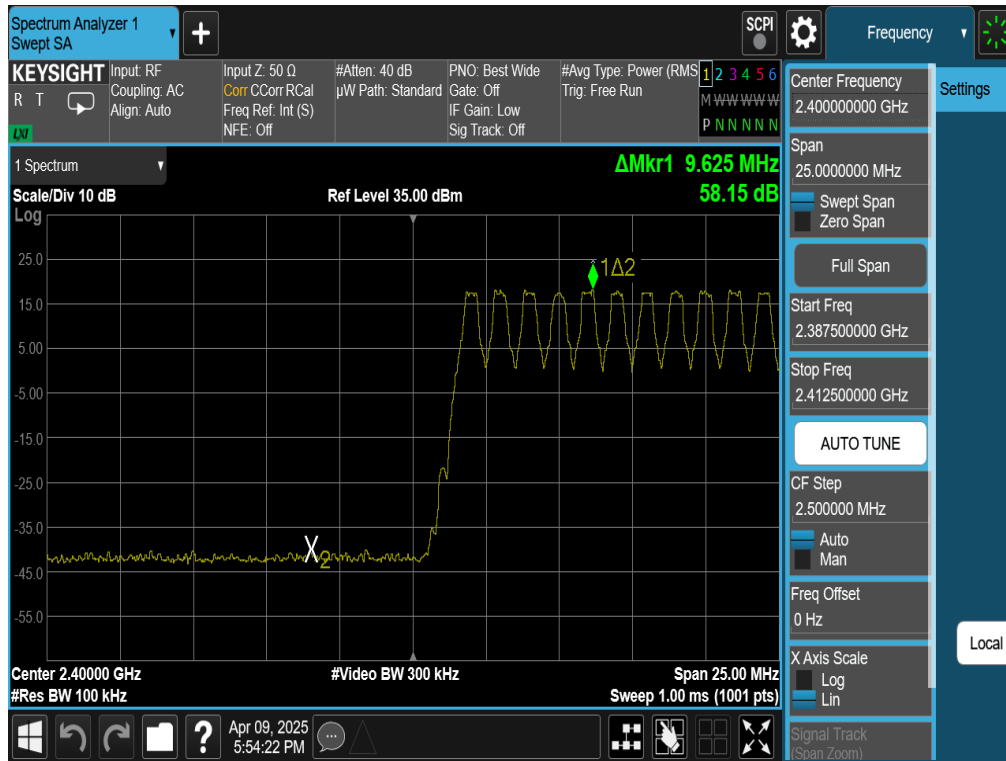 Spectrum Analyzer 1
Swept SA
+
SCPI
Frequency
KEYSIGHT
R T
LXI
Input: RF
Coupling: AC
Align: Auto
Input Z: 50 Ω
Corr CCorr RCal
Freq Ref: Int (S)
NFE: Off
#Atten: 40 dB
µW Path: Standard
PNO: Best Wide
Gate: Off
IF Gain: Low
Sig Track: Off
#Avg Type: Power (RMS
Trig: Free Run
1 2 3 4 5 6
M W W W W W
P N N N N N
1 Spectrum
ΔMkr1 9.625 MHz
58.15 dB
Scale/Div 10 dB
Ref Level 35.00 dBm
Log
25.0
15.0
5.00
-5.00
-15.0
-25.0
-35.0
-45.0
-55.0
1Δ2
X2
Center 2.40000 GHz
#Video BW 300 kHz
Span 25.00 MHz
#Res BW 100 kHz
Sweep 1.00 ms (1001 pts)
Center Frequency
2.400000000 GHz
Settings
Span
25.0000000 MHz
Swept Span
Zero Span
Full Span
Start Freq
2.387500000 GHz
Stop Freq
2.412500000 GHz
AUTO TUNE
CF Step
2.500000 MHz
Auto
Man
Freq Offset
0 Hz
Local
X Axis Scale
Log
Lin
Signal Track
(Span Zoom)
?
Apr 09, 2025
5:54:22 PM